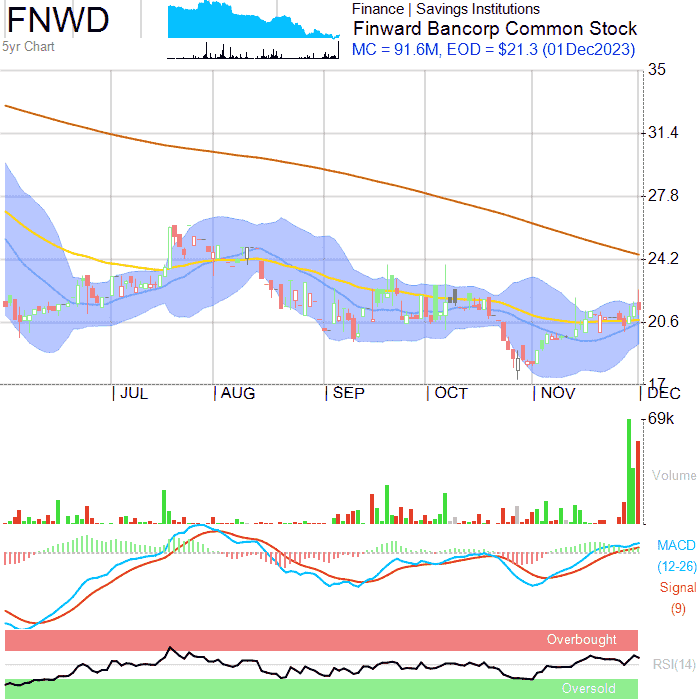 FNWD
5yr Chart
Finance | Savings Institutions
Finward Bancorp Common Stock
MC = 91.6M, EOD = $21.3 (01Dec2023)
35
31.4
27.8
24.2
20.6
17
| JUL | AUG | SEP | OCT | NOV | DEC
69k
Volume
MACD
(12-26)
Signal
(9)
Overbought
RSI(14)
Oversold